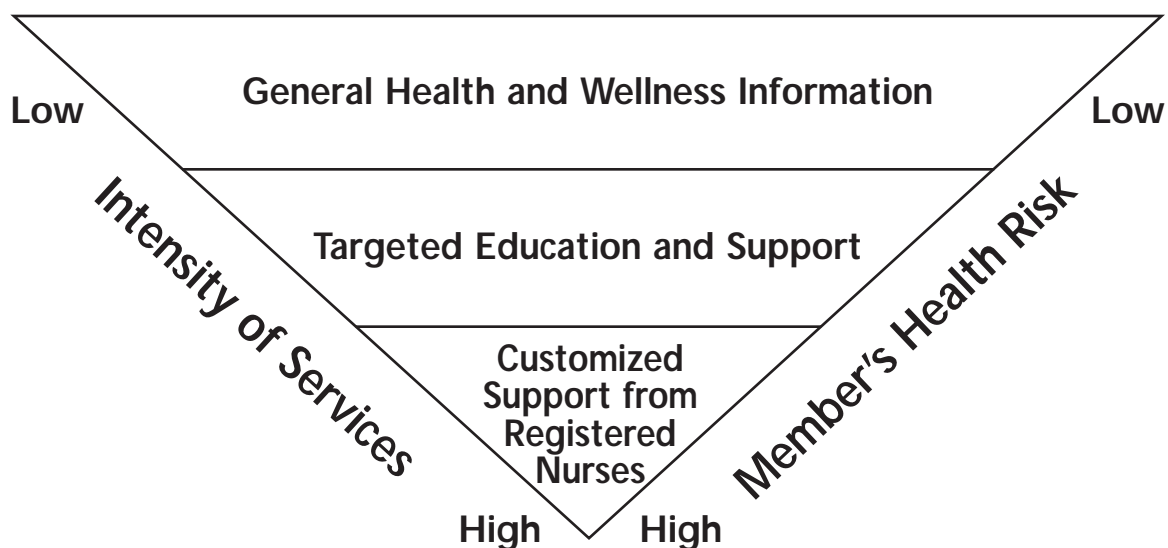 General Health and Wellness Information
Low
Low
Intensity of Services
Member's Health Risk
Targeted Education and Support
Customized
Support from
Registered
Nurses
High
High